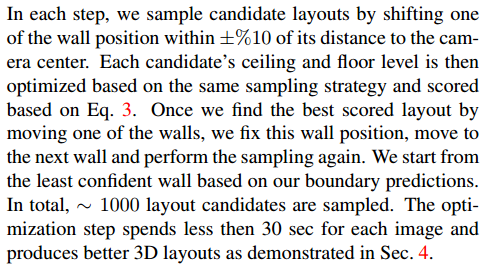 In each step, we sample candidate layouts by shifting one
of the wall position within ±%10 of its distance to the cam-
era center. Each candidate's ceiling and floor level is then
optimized based on the same sampling strategy and scored
based on Eq. 3. Once we find the best scored layout by
moving one of the walls, we fix this wall position, move to
the next wall and perform the sampling again. We start from
the least confident wall based on our boundary predictions.
In total, ∼ 1000 layout candidates are sampled. The opti-
mization step spends less then 30 sec for each image and
produces better 3D layouts as demonstrated in Sec. 4.